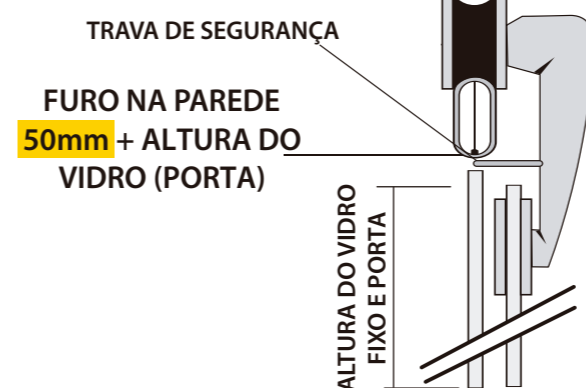 TRAVA DE SEGURANÇA
FURO NA PAREDE
50mm + ALTURA DO
VIDRO (PORTA)
ALTURA DO VIDRO
FIXO E PORTA